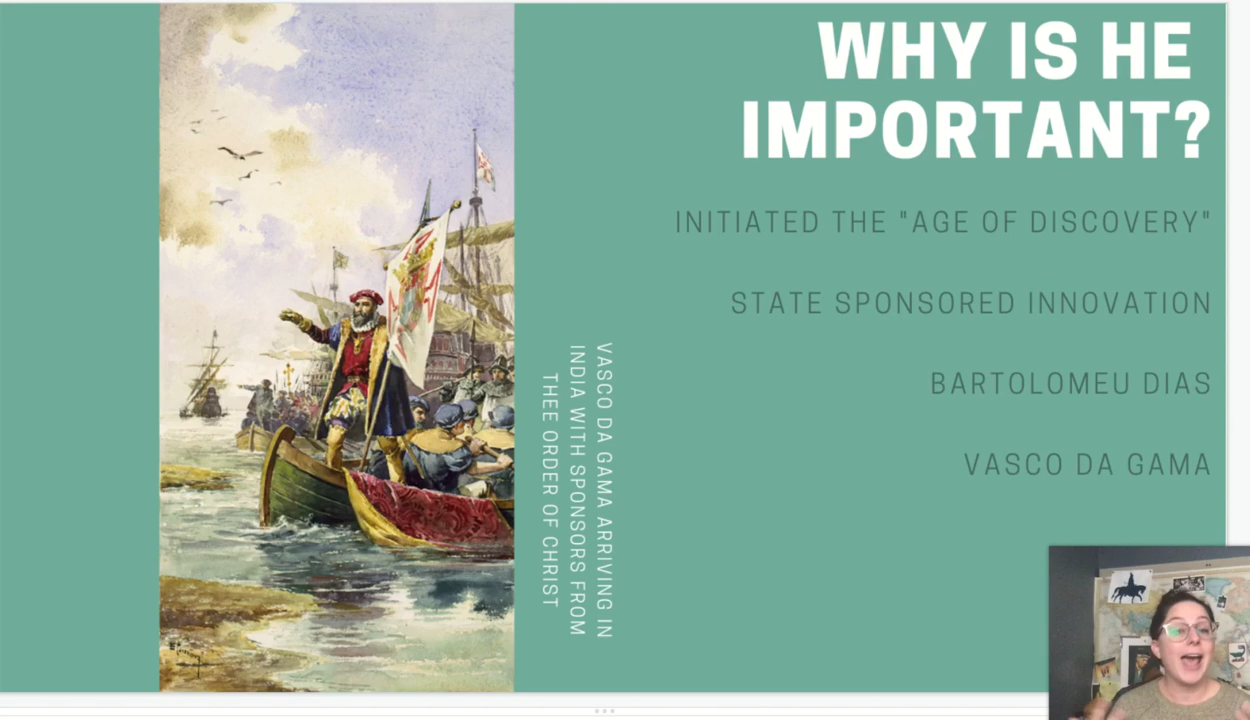 WHY IS HE
IMPORTANT?
INITIATED THE "AGE OF DISCOVERY"
STATE SPONSORED INNOVATION
BARTOLOMEU DIAS
VASCO DA GAMA
VASCO DA GAMA ARRIVING IN
INDIA WITH SPONSORS FROM
THEE ORDER OF CHRIST